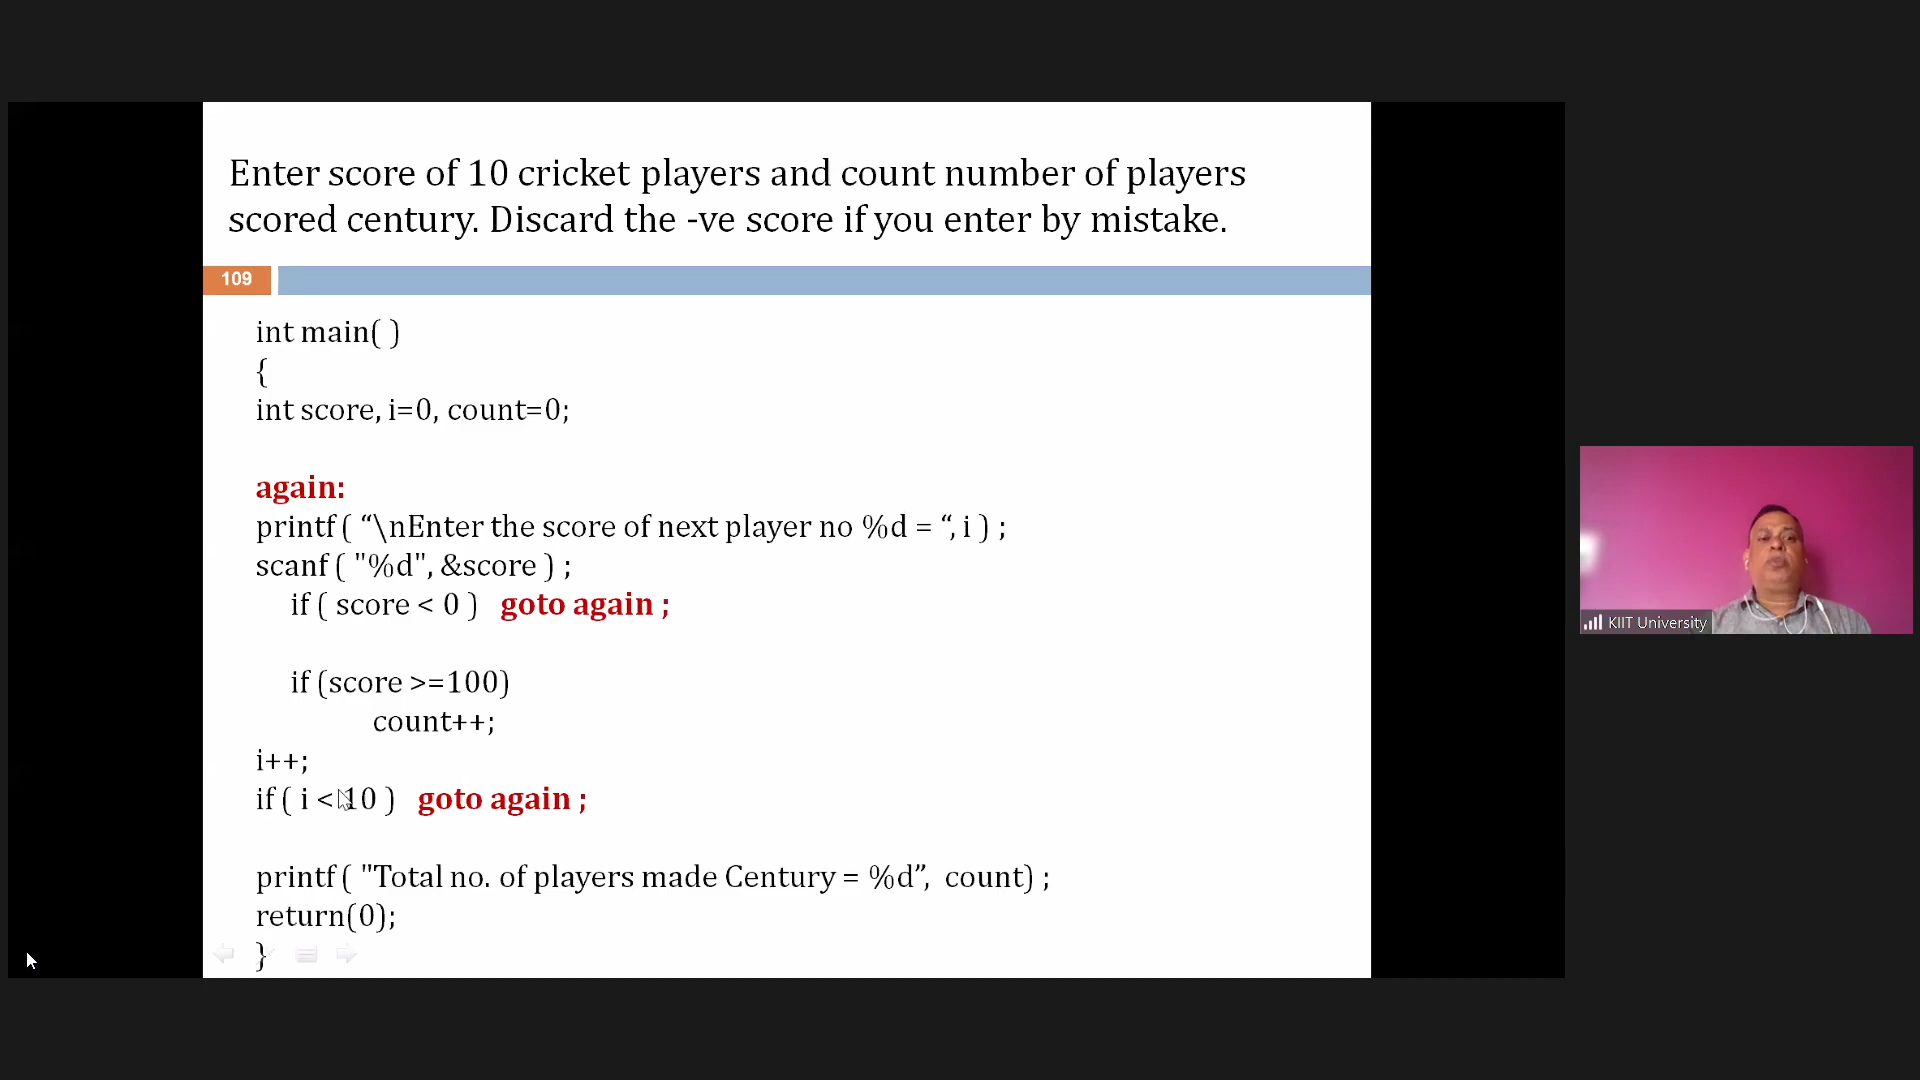 Enter score of 10 cricket players and count number of players
scored century. Discard the -ve score if you enter by mistake.
109
int main( )
{
int score, i=0, count=0;
again:
printf ( “\nEnter the score of next player no %d = “, i ) ;
scanf ( "%d", &score ) ;
if ( score < 0 ) goto again ;
if (score >=100)
count++;
i++;
if ( i < 10 ) goto again ;
printf ( "Total no. of players made Century = %d”, count) ;
return(0);
}
KIIT University